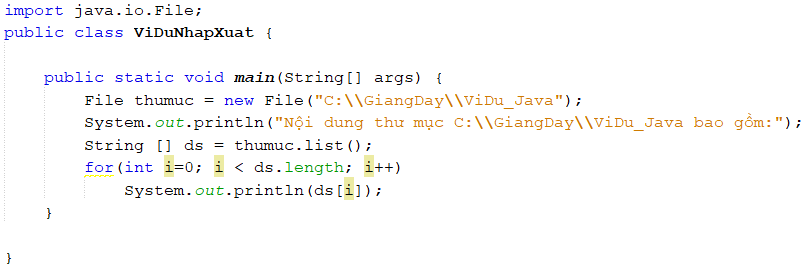 import java.io.File;
public class ViDuNhapXuat {
public static void main(String[] args) {
File thumuc = new File("C:\\GiangDay\\ViDu_Java");
System.out.println("Nội dung thư mục C:\\GiangDay\\ViDu_Java bao gồm:");
String [] ds = thumuc.list();
for(int i=0; i < ds.length; i++)
System.out.println(ds[i]);
}
}